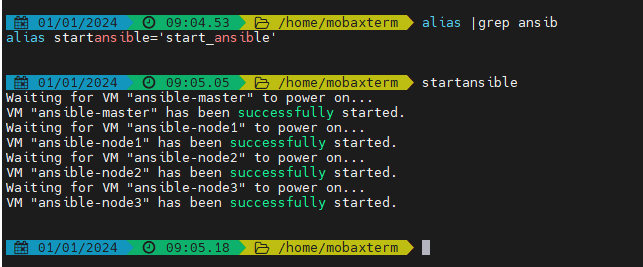 01/01/2024 09:04.53 /home/mobaxterm alias |grep ansib
alias startansible='start_ansible'
01/01/2024 09:05.05 /home/mobaxterm startansible
Waiting for VM "ansible-master" to power on...
VM "ansible-master" has been successfully started.
Waiting for VM "ansible-node1" to power on...
VM "ansible-node1" has been successfully started.
Waiting for VM "ansible-node2" to power on...
VM "ansible-node2" has been successfully started.
Waiting for VM "ansible-node3" to power on...
VM "ansible-node3" has been successfully started.
01/01/2024 09:05.18 /home/mobaxterm